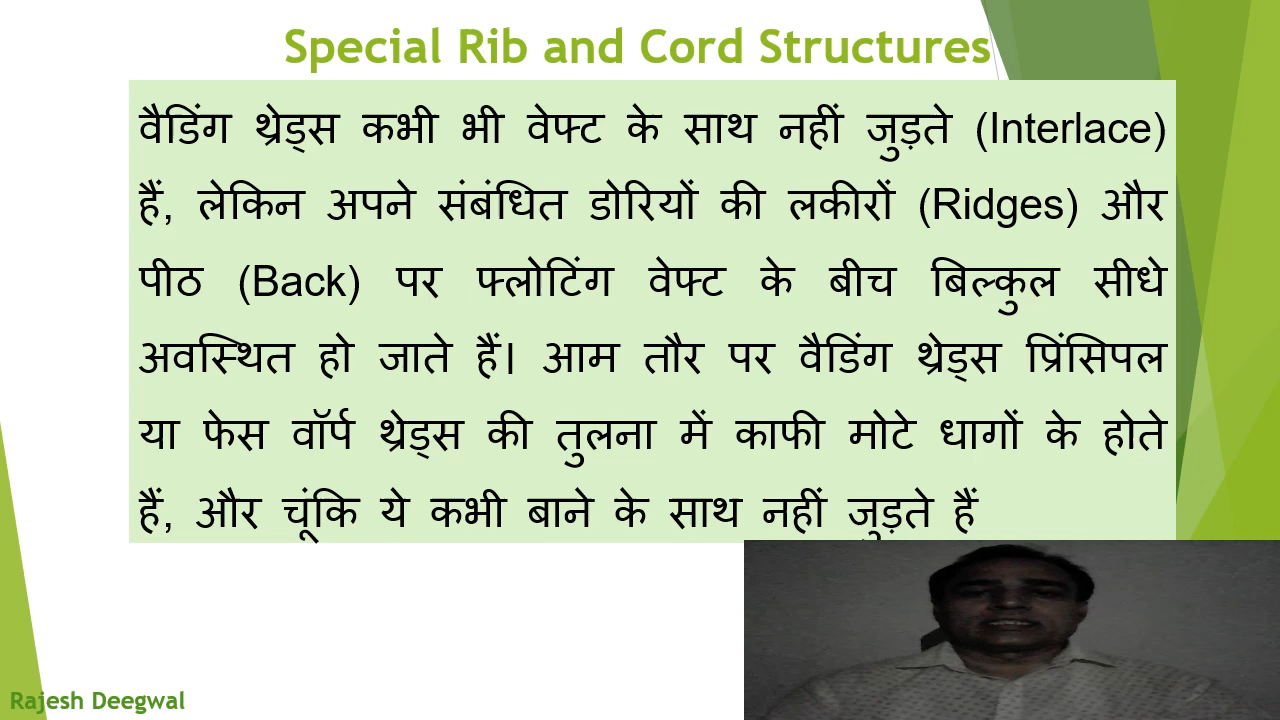 Special Rib and Cord Structures
वैडिंग थ्रेड्स कभी भी वेफ्ट के साथ नहीं जुड़ते (Interlace)
हैं, लेकिन अपने संबंधित डोरियों की लकीरों (Ridges) और
पीठ (Back) पर फ्लोटिंग वेफ्ट के बीच बिल्कुल सीधे
अवस्थित हो जाते हैं। आम तौर पर वैडिंग थ्रेड्स प्रिंसिपल
या फेस वॉर्प थ्रेड्स की तुलना में काफी मोटे धागों के होते
हैं, और चूंकि ये कभी बाने के साथ नहीं जुड़ते हैं
Rajesh Deegwal